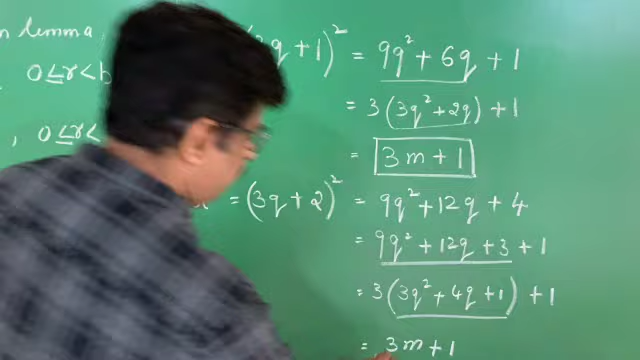 lemma,
q + 1)² = 9q² + 6q + 1
0 ≤ r < b
= 3(3q² + 2q) + 1
, 0 ≤ r <
= 3m + 1
= (3q + 2)² = 9q² + 12q + 4
= 9q² + 12q + 3 + 1
= 3(3q² + 4q + 1) + 1
= 3m + 1